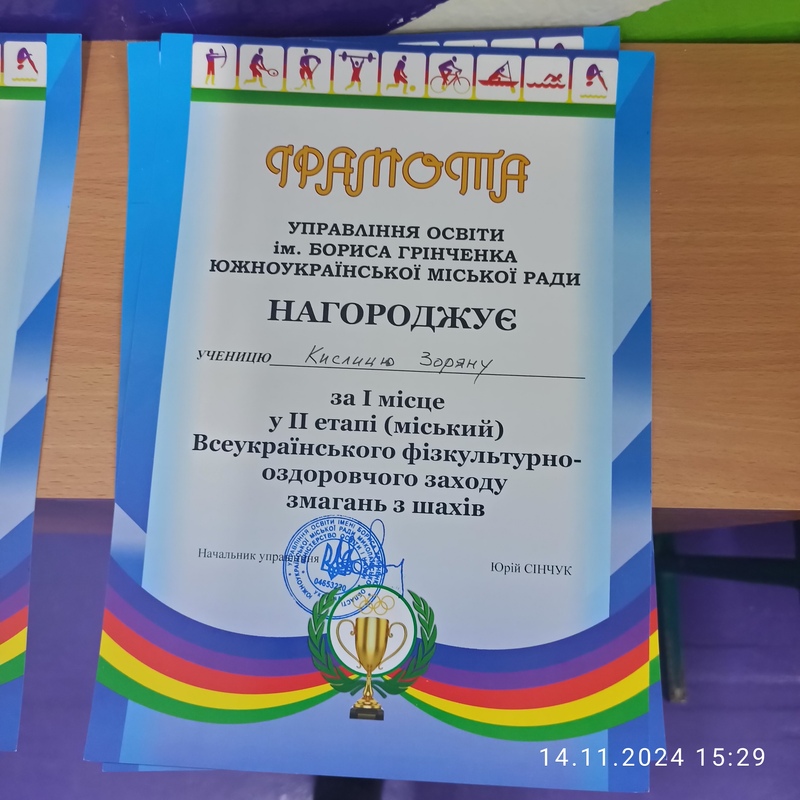 ГРАМОТА
УПРАВЛІННЯ ОСВІТИ
ім. БОРИСА ГРІНЧЕНКА
ЮЖНОУКРАЇНСЬКОЇ МІСЬКОЇ РАДИ
НАГОРОДЖУЄ
УЧЕНИЦЮ Кислицю Зоряну
за І місце
у ІІ етапі (міський)
Всеукраїнського фізкультурно-
оздоровчого заходу
змагань з шахів
Начальник управління
Юрій СІНЧУК
14.11.2024 15:29